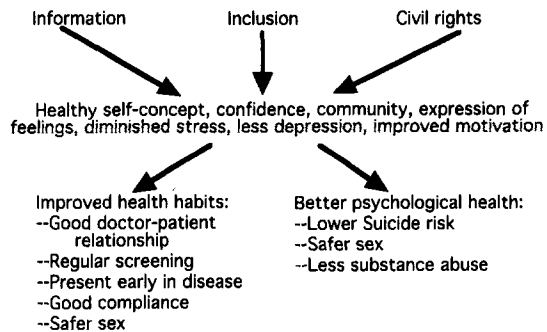 Information Inclusion Civil rights
Healthy self-concept, confidence, community, expression of
feelings, diminished stress, less depression, improved motivation
Improved health habits:
--Good doctor-patient
relationship
--Regular screening
--Present early in disease
--Good compliance
--Safer sex
Better psychological health:
--Lower Suicide risk
--Safer sex
--Less substance abuse